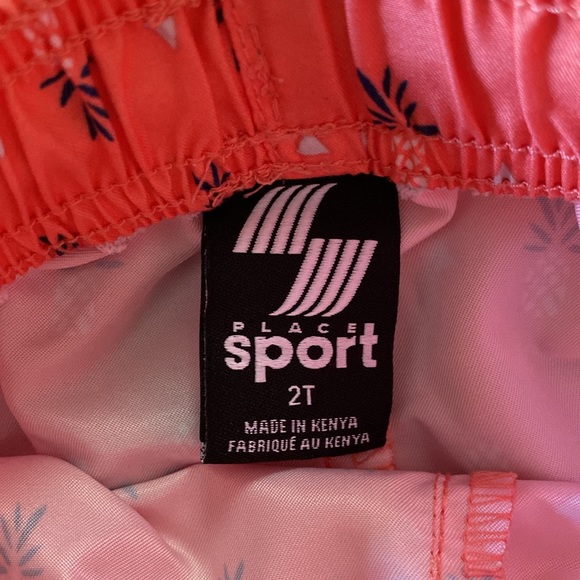 PLACE
sport
2T
MADE IN KENYA
FABRIQUÉ AU KENYA